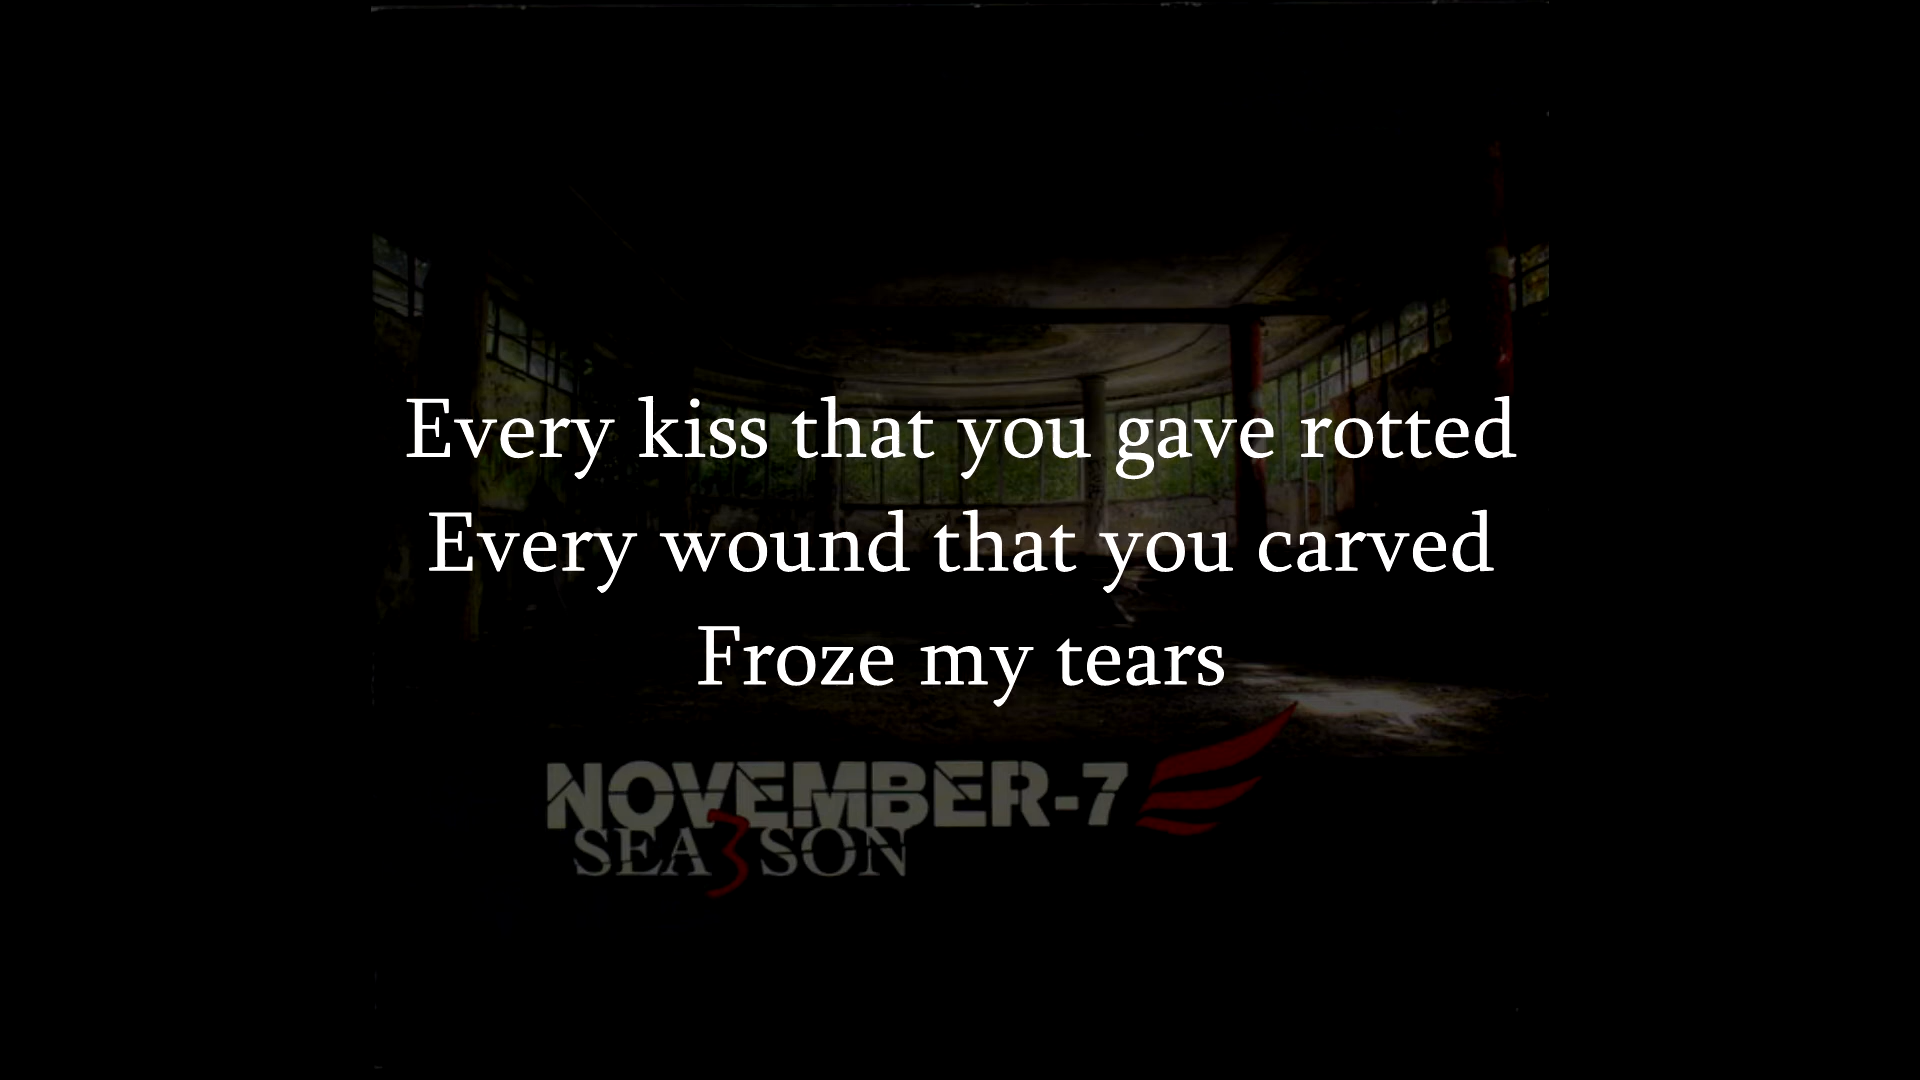 Every kiss that you gave rotted
Every wound that you carved
Froze my tears
NOVEMBER-7
SEA3SON